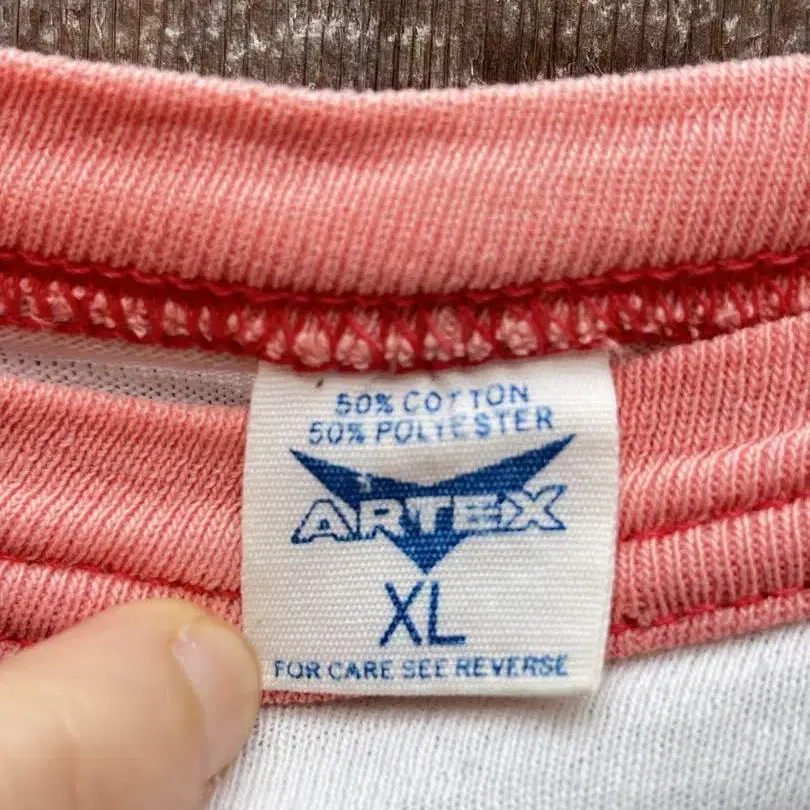 50% COTTON
50% POLYESTER
ARTEX
XL
FOR CARE SEE REVERSE